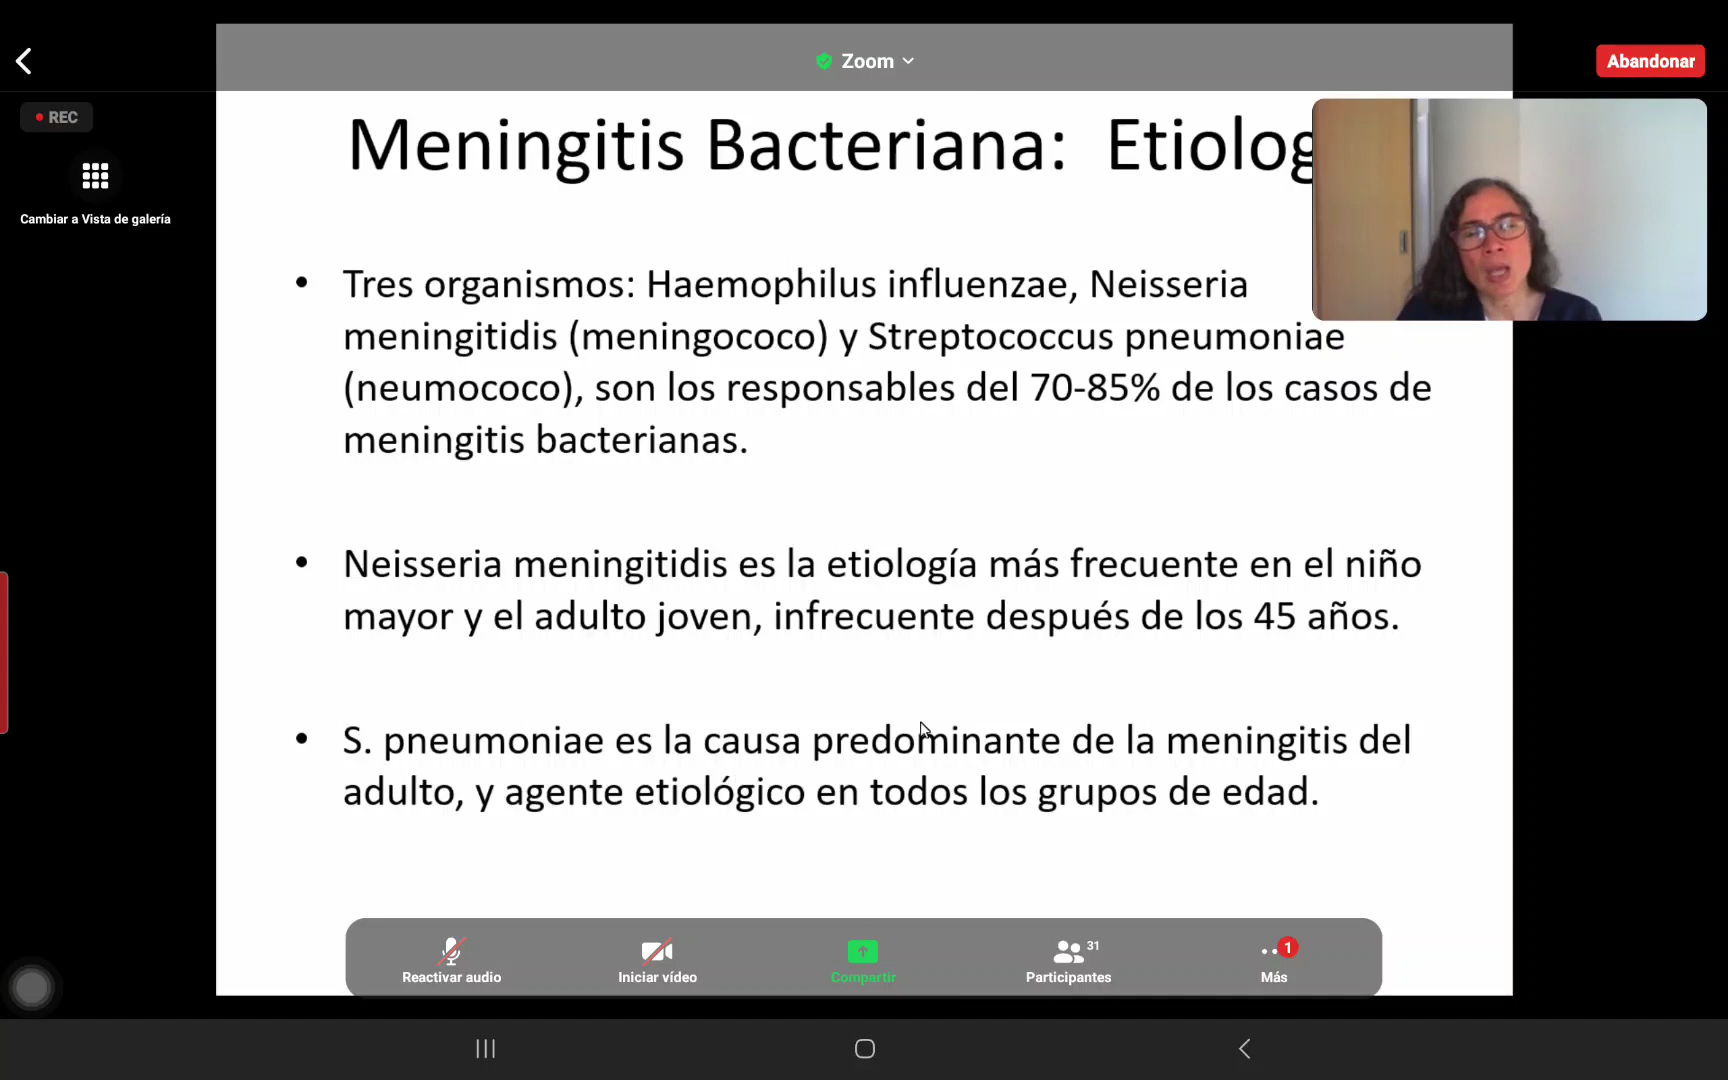 Zoom
Abandonar
REC
Cambiar a Vista de galería
Meningitis Bacteriana: Etiolog
• Tres organismos: Haemophilus influenzae, Neisseria
meningitidis (meningococo) y Streptococcus pneumoniae
(neumococo), son los responsables del 70-85% de los casos de
meningitis bacterianas.
• Neisseria meningitidis es la etiología más frecuente en el niño
mayor y el adulto joven, infrecuente después de los 45 años.
• S. pneumoniae es la causa predominante de la meningitis del
adulto, y agente etiológico en todos los grupos de edad.
31
1
Reactivar audio
Iniciar vídeo
Compartir
Participantes
Más